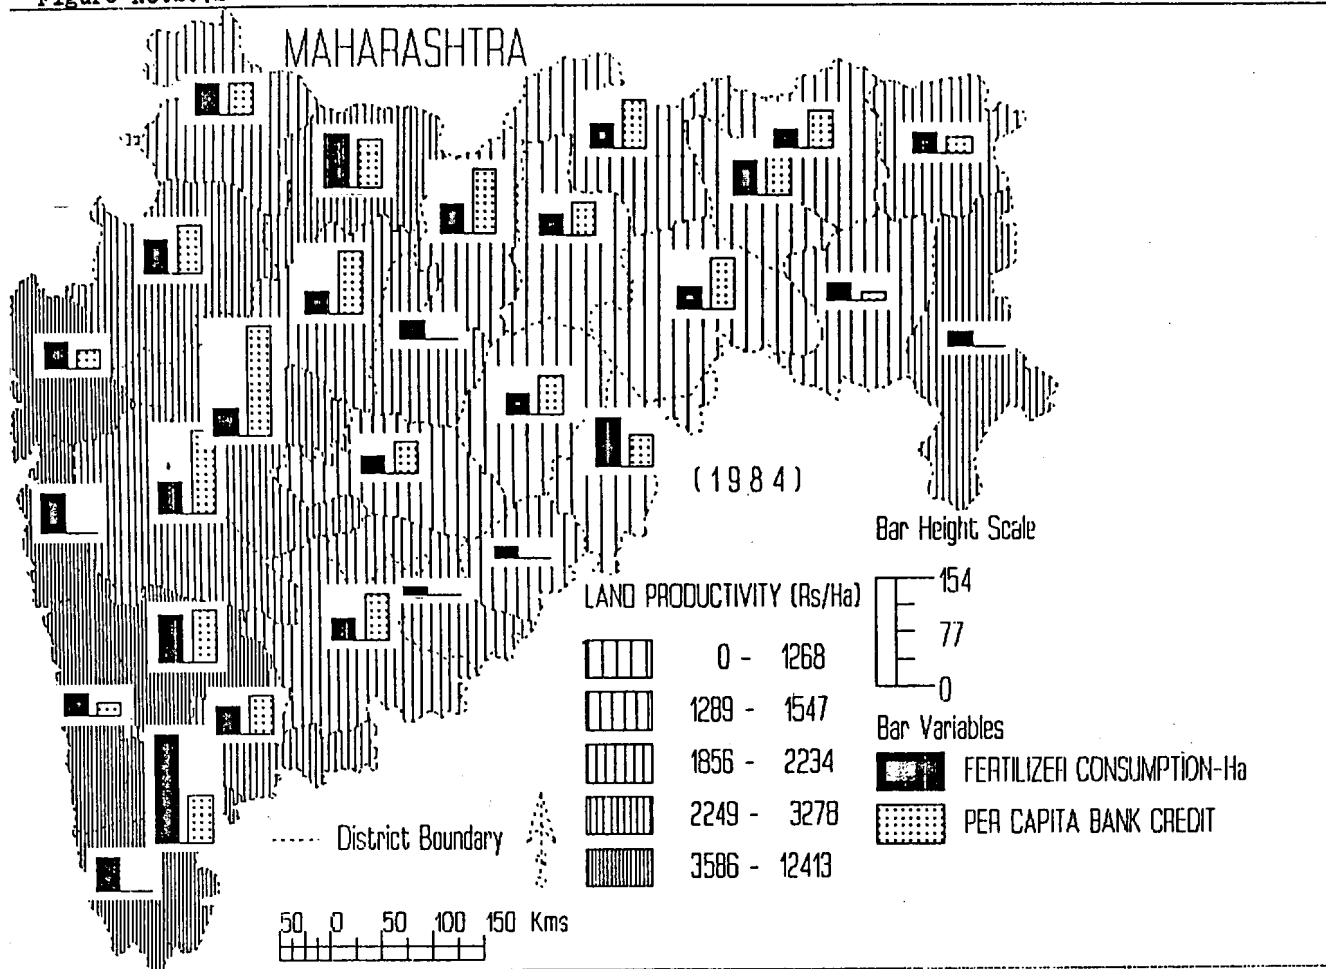 MAHARASHTRA
(1984)
Bar Height Scale
154
77
0
LAND PRODUCTIVITY (Rs/Ha)
0 - 1268
1289 - 1547
1856 - 2234
2249 - 3278
3586 - 12413
Bar Variables
FERTILIZER CONSUMPTION-Ha
PER CAPITA BANK CREDIT
District Boundary
50 0 50 100 150 Kms